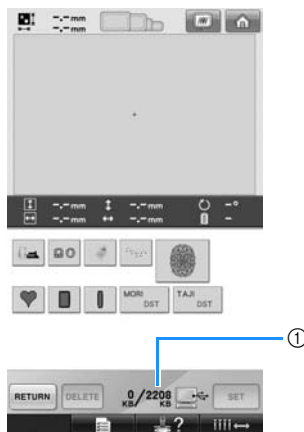 -.- mm
-.- mm
-.- mm -.- mm - °
-.- mm -.- mm -
MORI DST TAJI DST
1
RETURN DELETE 0 KB / 2208 KB SET
?